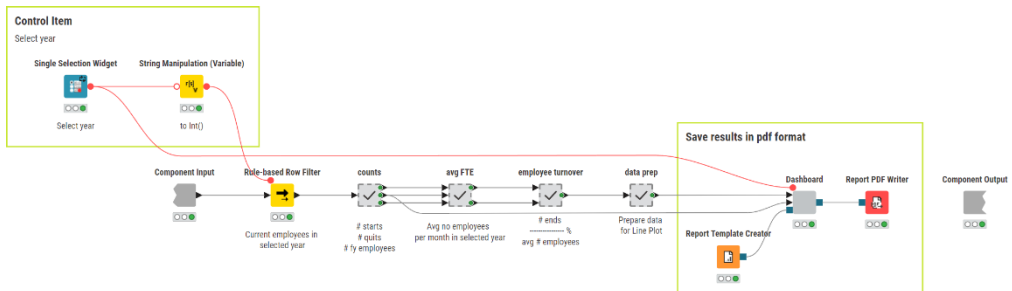 Control Item
Select year
Single Selection Widget
String Manipulation (Variable)
Select year
to Int()
Save results in pdf format
Component Input
Rule-based Row Filter
counts
avg FTE
employee turnover
data prep
Dashboard
Report PDF Writer
Component Output
Current employees in
selected year
# starts
# quits
# fy employees
Avg no employees
per month in selected year
# ends
--------------- %
avg # employees
Prepare data
for Line Plot
Report Template Creator